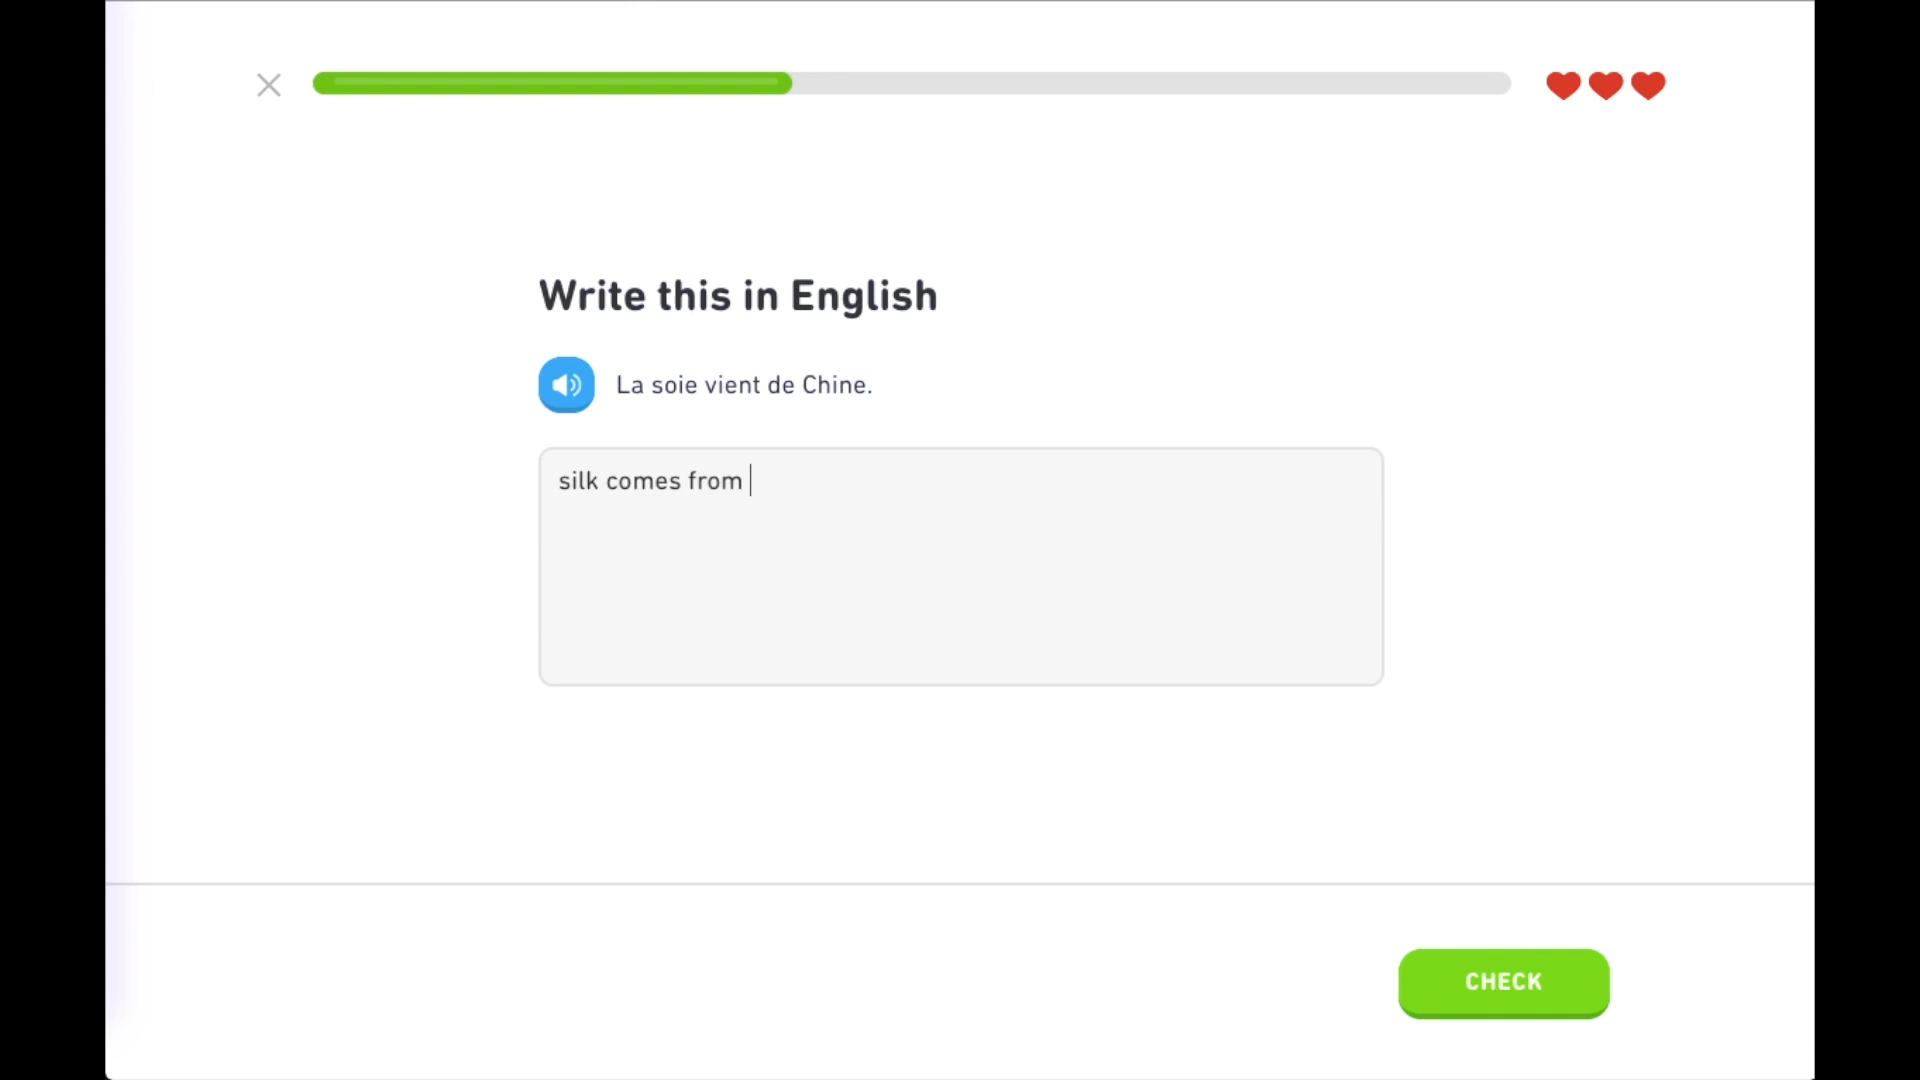 Write this in English
La soie vient de Chine.
silk comes from
CHECK